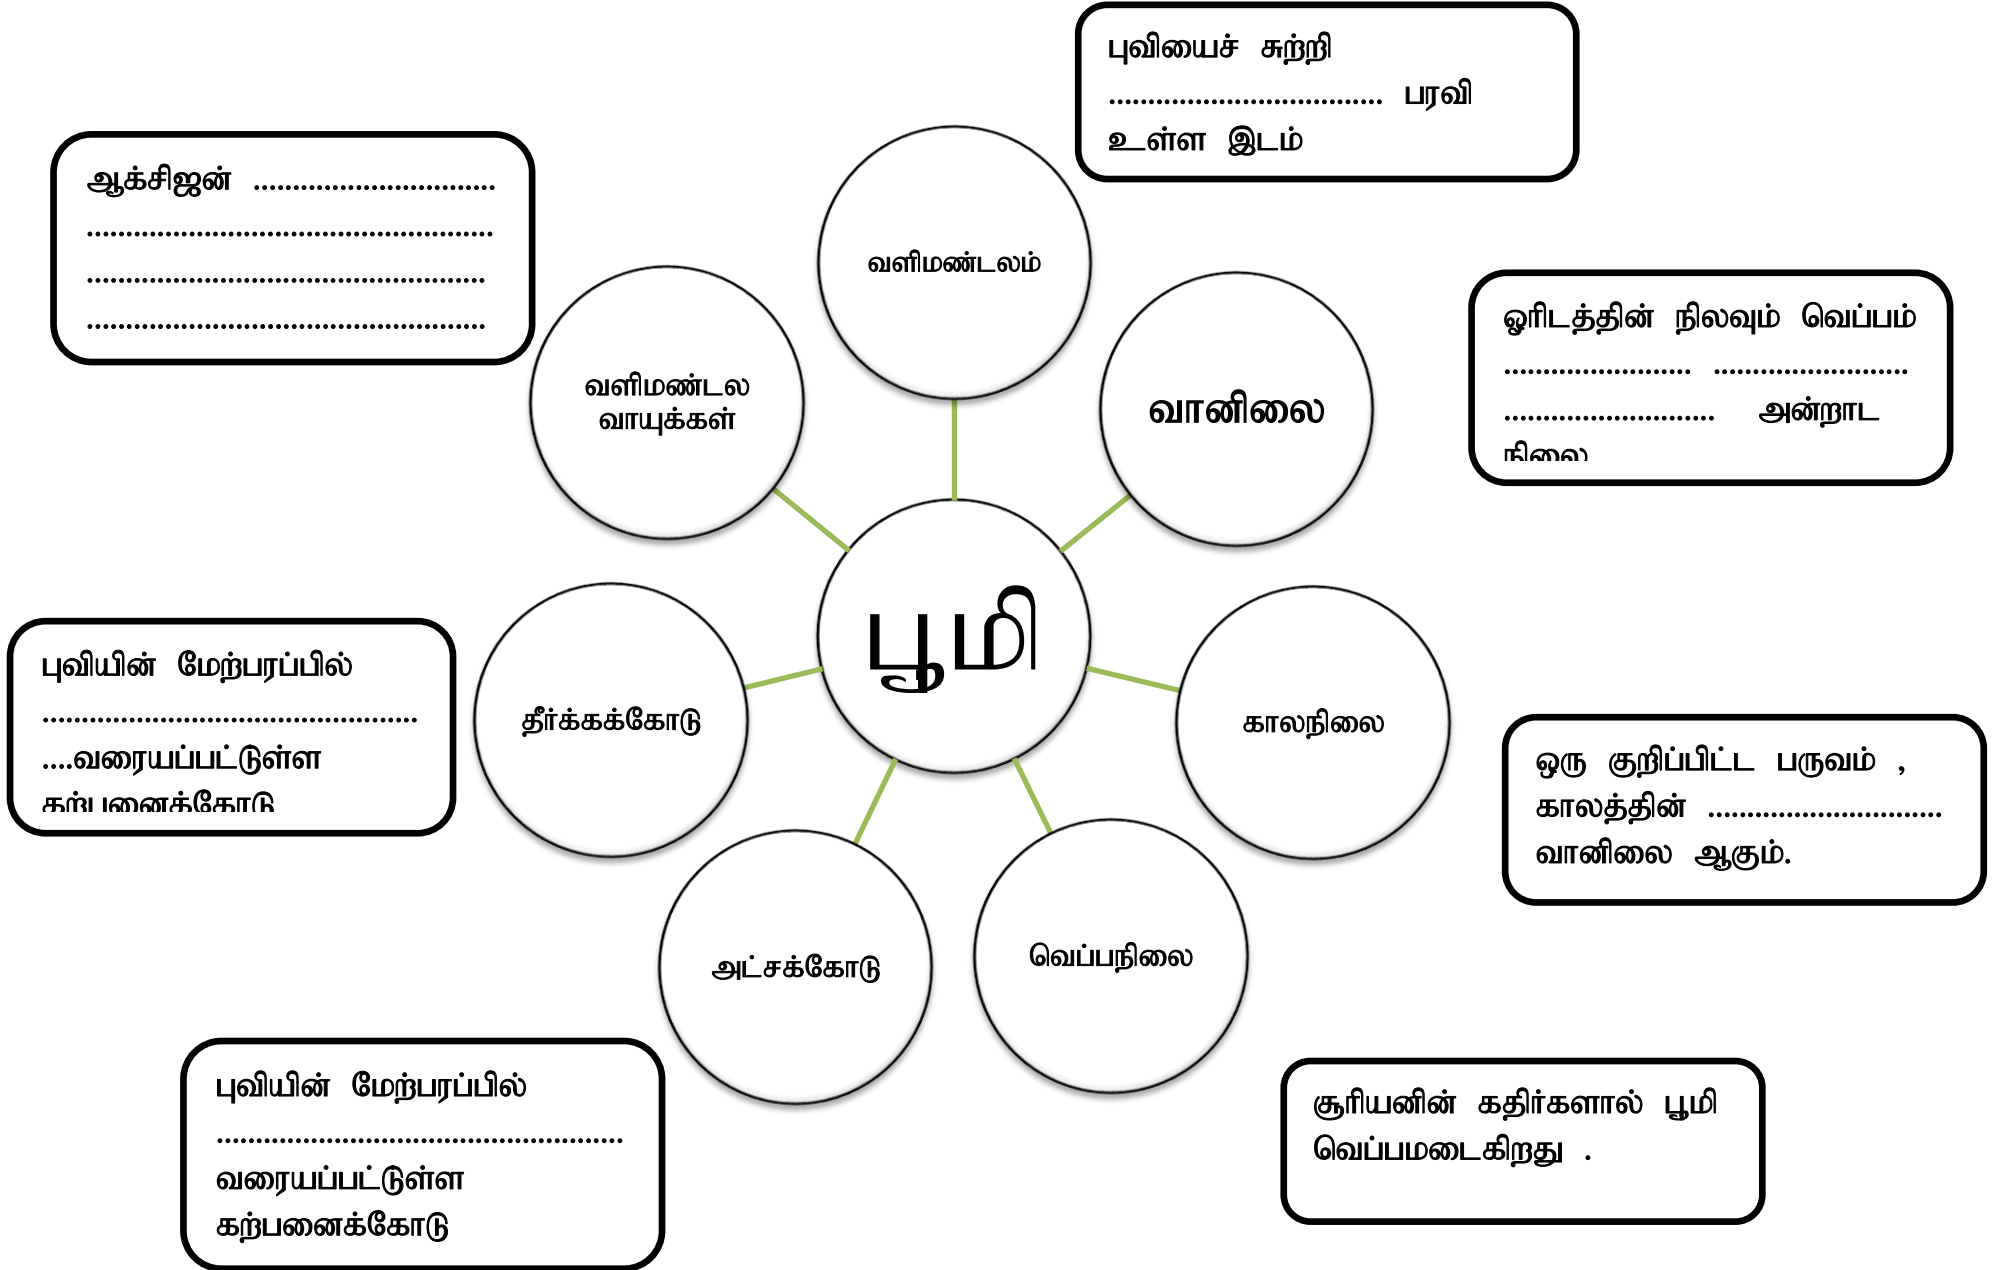 புவியைச் சுற்றி
................................... பரவி
உள்ள இடம்
ஆக்சிஜன் ...............................
....................................................
...................................................
...................................................
வளிமண்டலம்
ஓரிடத்தின் நிலவும் வெப்பம்
........................ .........................
........................... அன்றாட
நிலை
வளிமண்டல
வாயுக்கள்
வானிலை
பூமி
புவியின் மேற்பரப்பில்
................................................
....வரையப்பட்டுள்ள
கற்பனைக்கோடு
தீர்க்கக்கோடு
காலநிலை
ஒரு குறிப்பிட்ட பருவம் ,
காலத்தின் ..............................
வானிலை ஆகும்.
அட்சக்கோடு
வெப்பநிலை
புவியின் மேற்பரப்பில்
....................................................
வரையப்பட்டுள்ள
கற்பனைக்கோடு
சூரியனின் கதிர்களால் பூமி
வெப்பமடைகிறது .